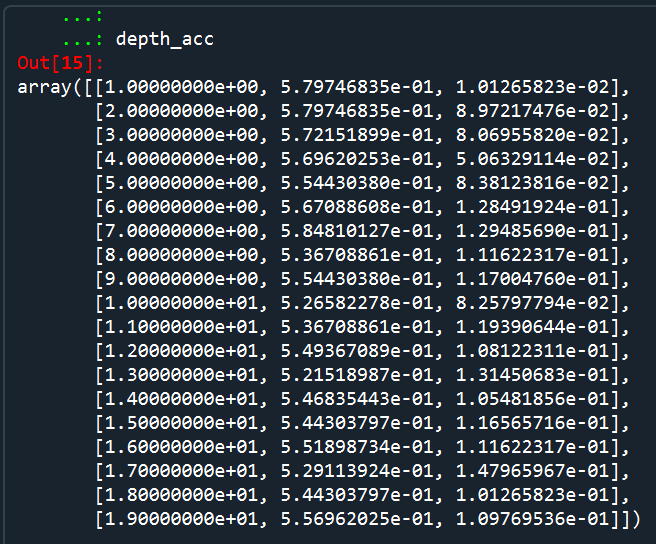 ...:
...: depth_acc
Out[15]:
array([[1.00000000e+00, 5.79746835e-01, 1.01265823e-02],
[2.00000000e+00, 5.79746835e-01, 8.97217476e-02],
[3.00000000e+00, 5.72151899e-01, 8.06955820e-02],
[4.00000000e+00, 5.69620253e-01, 5.06329114e-02],
[5.00000000e+00, 5.54430380e-01, 8.38123816e-02],
[6.00000000e+00, 5.67088608e-01, 1.28491924e-01],
[7.00000000e+00, 5.84810127e-01, 1.29485690e-01],
[8.00000000e+00, 5.36708861e-01, 1.11622317e-01],
[9.00000000e+00, 5.54430380e-01, 1.17004760e-01],
[1.00000000e+01, 5.26582278e-01, 8.25797794e-02],
[1.10000000e+01, 5.36708861e-01, 1.19390644e-01],
[1.20000000e+01, 5.49367089e-01, 1.08122311e-01],
[1.30000000e+01, 5.21518987e-01, 1.31450683e-01],
[1.40000000e+01, 5.46835443e-01, 1.05481856e-01],
[1.50000000e+01, 5.44303797e-01, 1.16565716e-01],
[1.60000000e+01, 5.51898734e-01, 1.11622317e-01],
[1.70000000e+01, 5.29113924e-01, 1.47965967e-01],
[1.80000000e+01, 5.44303797e-01, 1.01265823e-01],
[1.90000000e+01, 5.56962025e-01, 1.09769536e-01]])